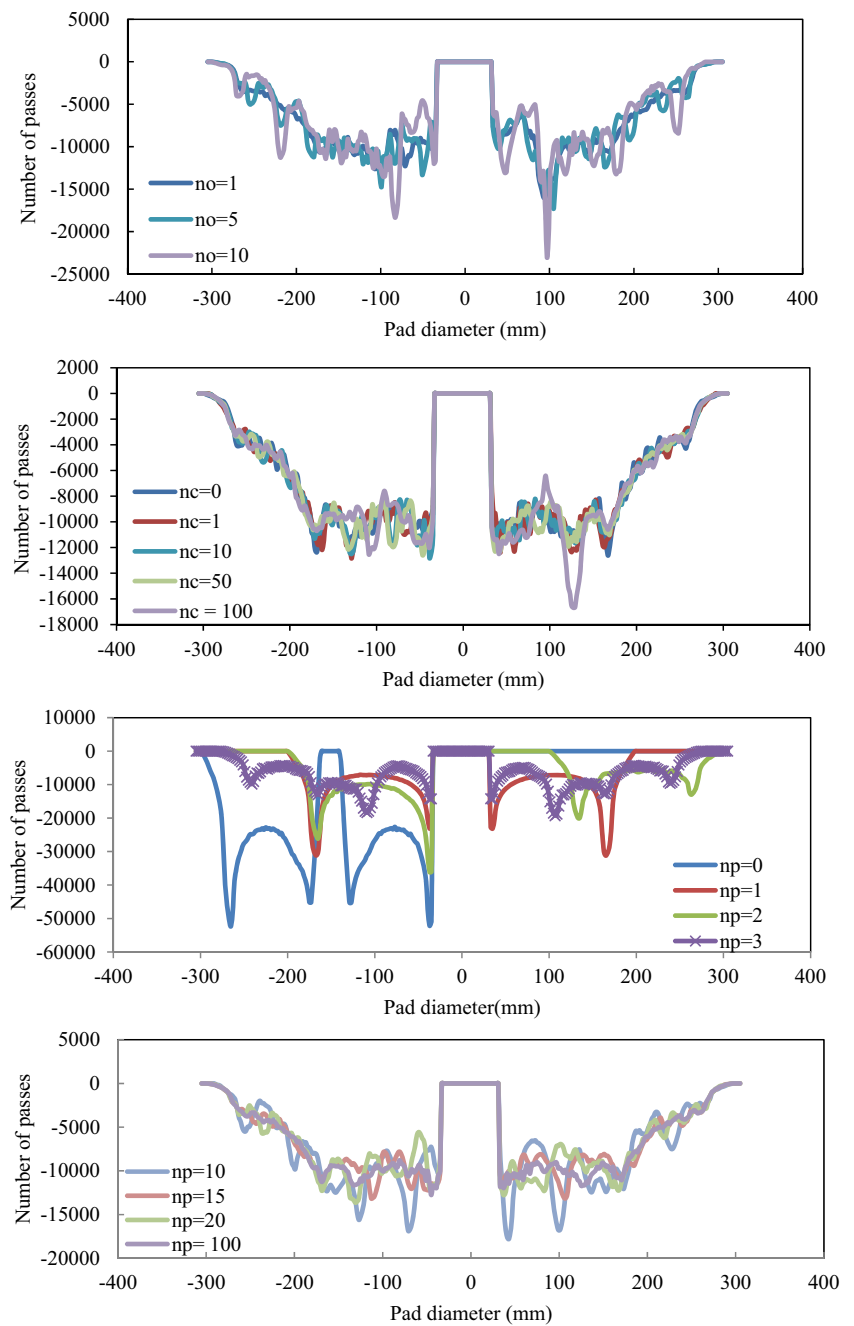 5000
0
-5000
-10000
-15000
-20000
-25000
Number of passes
no=1
no=5
no=10
-400 -300 -200 -100 0 100 200 300 400
Pad diameter (mm)
2000
0
-2000
-4000
-6000
-8000
-10000
-12000
-14000
-16000
-18000
Number of passes
nc=0
nc=1
nc=10
nc=50
nc = 100
-400 -300 -200 -100 0 100 200 300 400
Pad diameter (mm)
10000
0
-10000
-20000
-30000
-40000
-50000
-60000
Number of passes
np=0
np=1
np=2
np=3
-400 -300 -200 -100 0 100 200 300 400
Pad diameter(mm)
5000
0
-5000
-10000
-15000
-20000
Number of passes
np=10
np=15
np=20
np= 100
-400 -300 -200 -100 0 100 200 300 400
Pad diameter (mm)